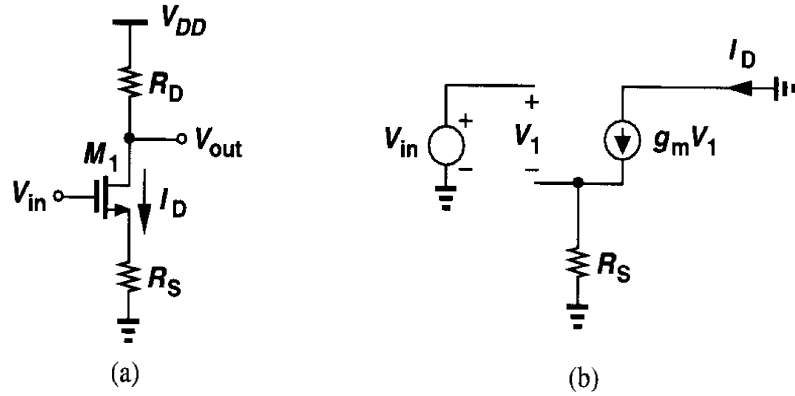 V_DD
R_D
V_out
M_1
V_in
I_D
R_S
(a)
I_D
V_in
+
−
+
V_1
−
g_mV_1
R_S
(b)